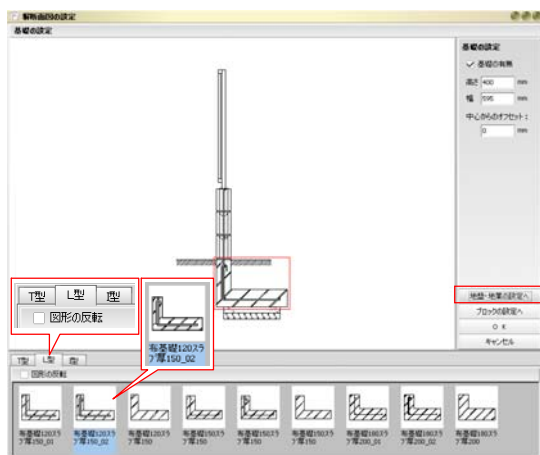 塀断面図の設定
基礎の設定
基礎の設定
基礎の有無
高さ 400 mm
幅 595 mm
中心からのオフセット：
0 mm
地盤・地業の設定へ
ブロックの設定へ
O K
キャンセル
T型 L型 I型
図形の反転
布基礎120スラ
ブ厚150_02
T型 L型 I型
図形の反転
布基礎120スラ
ブ厚150_01
布基礎120スラ
ブ厚150_02
布基礎120スラ
ブ厚150
布基礎150スラ
ブ厚150
布基礎150スラ
ブ厚150
布基礎150スラ
ブ厚150
布基礎180スラ
ブ厚200_01
布基礎180スラ
ブ厚200_02
布基礎180スラ
ブ厚200